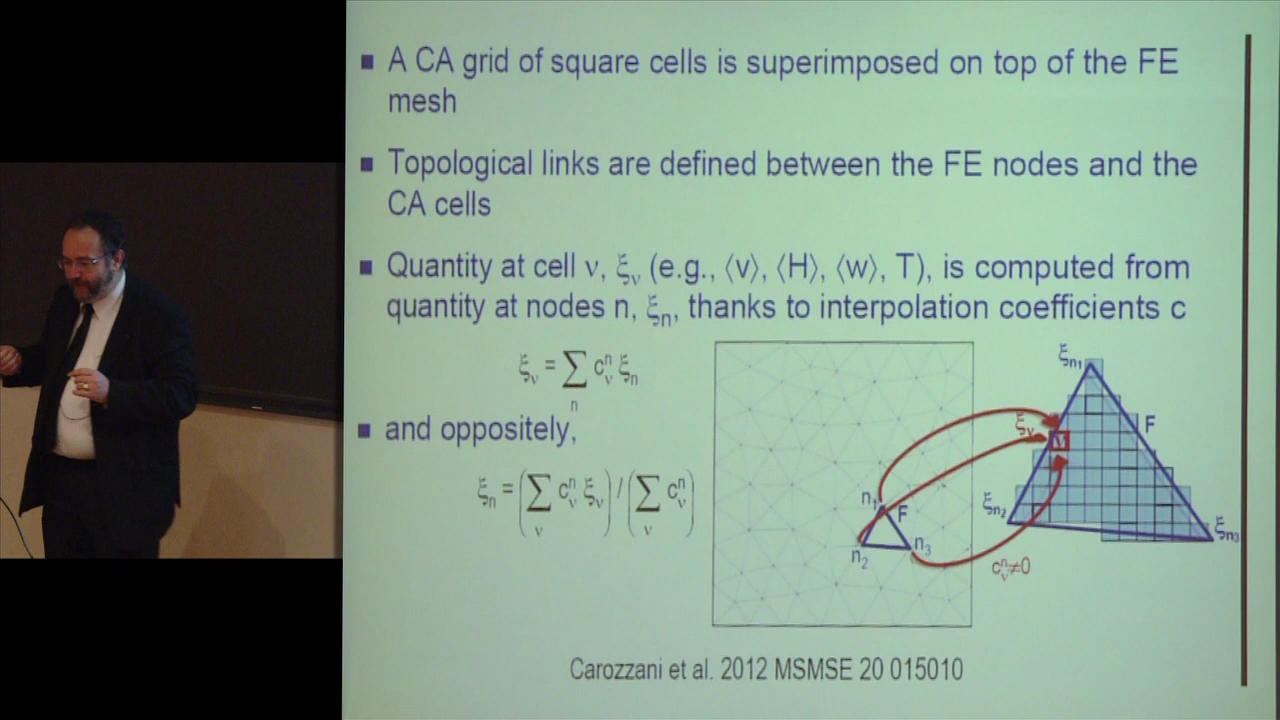 ▪ A CA grid of square cells is superimposed on top of the FE
mesh
▪ Topological links are defined between the FE nodes and the
CA cells
▪ Quantity at cell ν, ξν (e.g., ⟨v⟩, ⟨H⟩, ⟨w⟩, T), is computed from
quantity at nodes n, ξn, thanks to interpolation coefficients c
ξν = ∑n cνn ξn
▪ and oppositely,
ξn = (∑ν cνn ξν) / (∑ν cνn)
n1
F
n2
n3
ξn1
ξν
ν
F
ξn2
ξn3
cνn≠0
Carozzani et al. 2012 MSMSE 20 015010